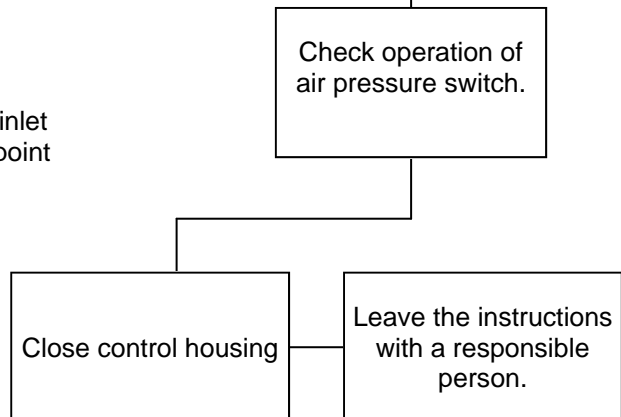 Check operation of
air pressure switch.
inlet
point
Close control housing
Leave the instructions
with a responsible
person.